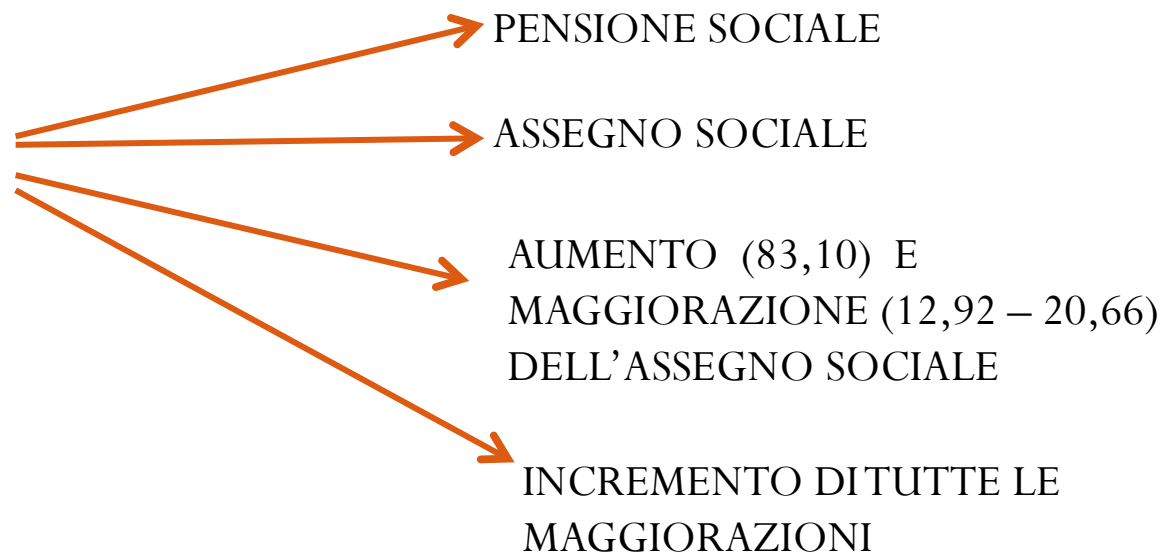 PENSIONE SOCIALE
ASSEGNO SOCIALE
AUMENTO (83,10) E
MAGGIORAZIONE (12,92 – 20,66)
DELL'ASSEGNO SOCIALE
INCREMENTO DI TUTTE LE
MAGGIORAZIONI